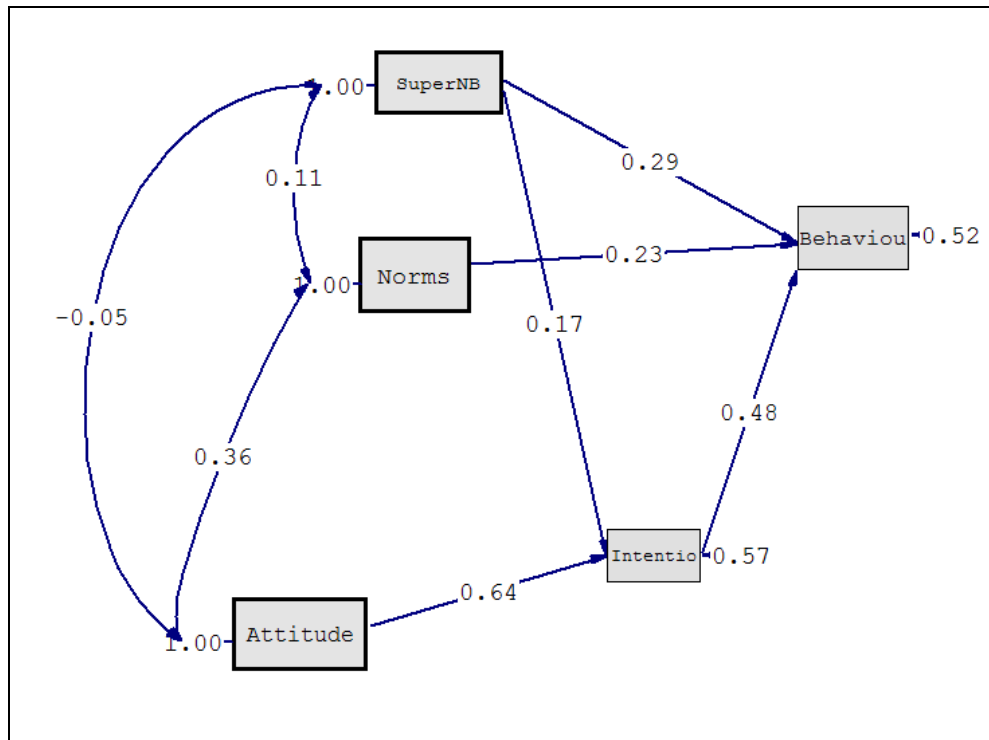 1.00
SuperNB
0.29
0.11
Behaviou
0.52
1.00
Norms
0.23
-0.05
0.17
0.48
0.36
Intentio
0.57
0.64
1.00
Attitude